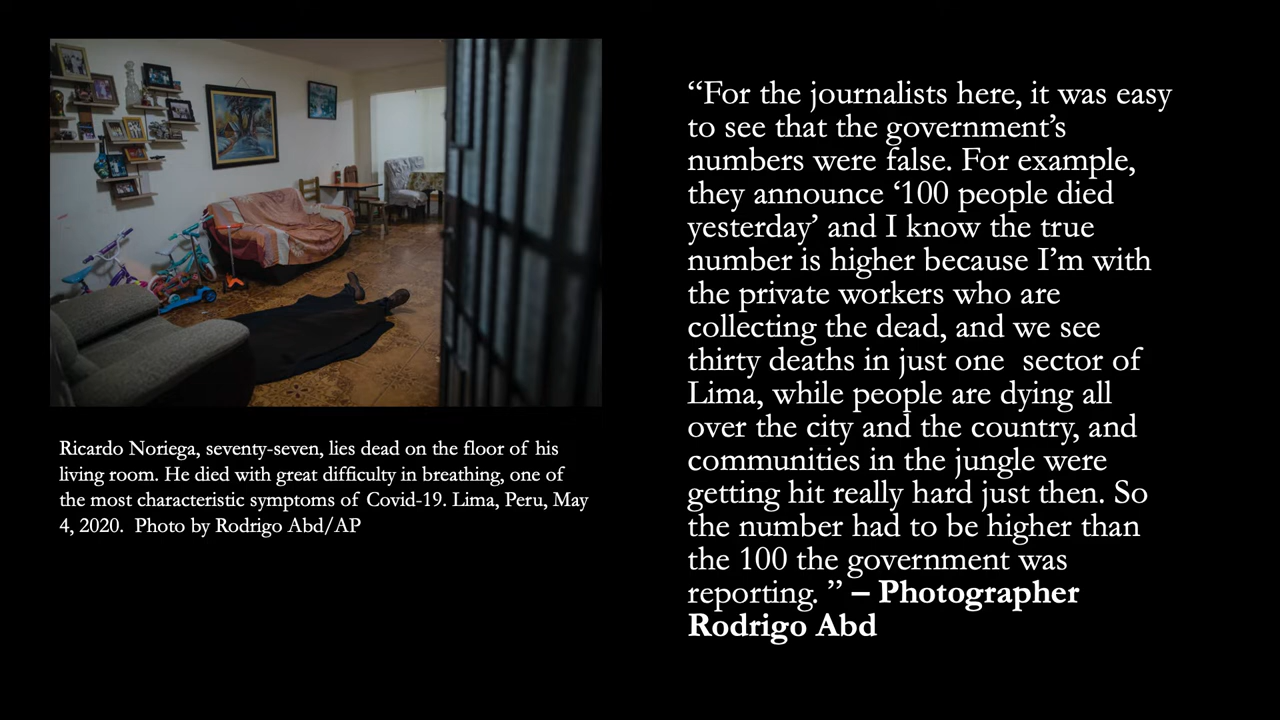 Ricardo Noriega, seventy-seven, lies dead on the floor of his
living room. He died with great difficulty in breathing, one of
the most characteristic symptoms of Covid-19. Lima, Peru, May
4, 2020.  Photo by Rodrigo Abd/AP
“For the journalists here, it was easy
to see that the government’s
numbers were false. For example,
they announce ‘100 people died
yesterday’ and I know the true
number is higher because I’m with
the private workers who are
collecting the dead, and we see
thirty deaths in just one  sector of
Lima, while people are dying all
over the city and the country, and
communities in the jungle were
getting hit really hard just then. So
the number had to be higher than
the 100 the government was
reporting. ” – Photographer
Rodrigo Abd